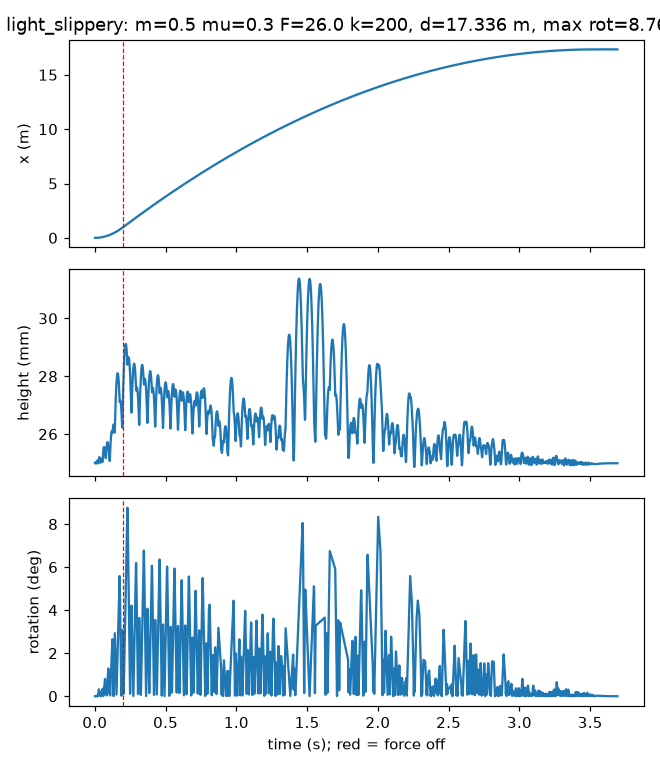 light_slippery: m=0.5 mu=0.3 F=26.0 k=200, d=17.336 m, max rot=8.76
x (m)
15
10
5
0
height (mm)
30
28
26
rotation (deg)
8
6
4
2
0
0.0 0.5 1.0 1.5 2.0 2.5 3.0 3.5
time (s); red = force off